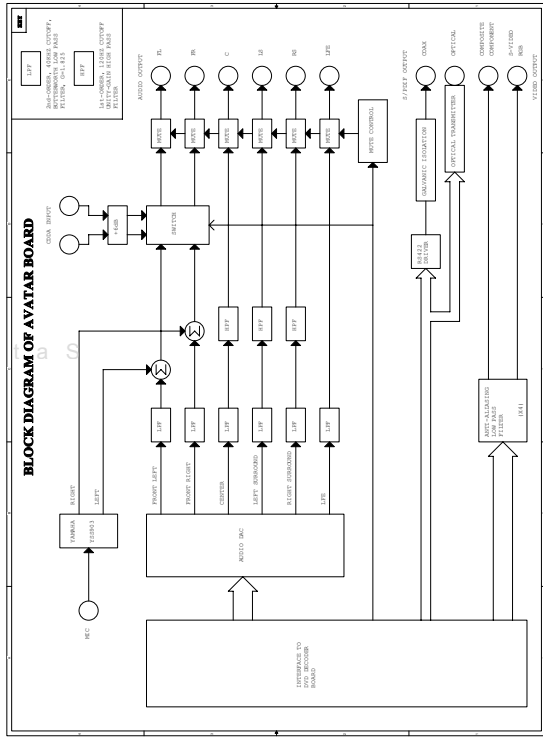 BLOCK DIAGRAM OF AVATAR BOARD
KEY
LPF
2nd-ORDER, 48KHZ CUTOFF,
BUTTERWORTH LOW PASS
FILTER, G=1.425
HPF
1st-ORDER, 120HZ CUTOFF
UNITY-GAIN HIGH PASS
FILTER
CDDA INPUT
+6dB
SWITCH
AUDIO OUTPUT
FL
FR
C
LS
RS
LFE
MUTE
MUTE
MUTE
MUTE
MUTE
MUTE
MUTE CONTROL
MIC
YAMAHA
YSS903
RIGHT
LEFT
Σ
Σ
FRONT LEFT
FRONT RIGHT
CENTER
LEFT SURROUND
RIGHT SURROUND
LFE
LPF
LPF
LPF
LPF
LPF
LPF
HPF
HPF
HPF
AUDIO DAC
INTERFACE TO
DVD DECODER
BOARD
RS422
DRIVER
GALVANIC ISOLATION
OPTICAL TRANSMITTER
S/PDIF OUTPUT
COAX
OPTICAL
ANTI-ALIASING
LOW PASS
FILTER
(X4)
COMPOSITE
COMPONENT
S-VIDEO
RGB
VIDEO OUTPUT